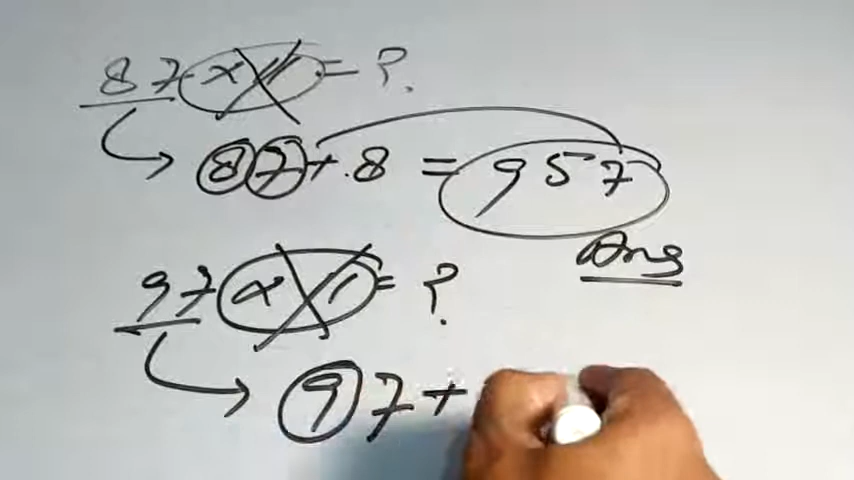 87 × 11 = ?
87 + 8 = 957
Ans
97 × 11 = ?
97 +